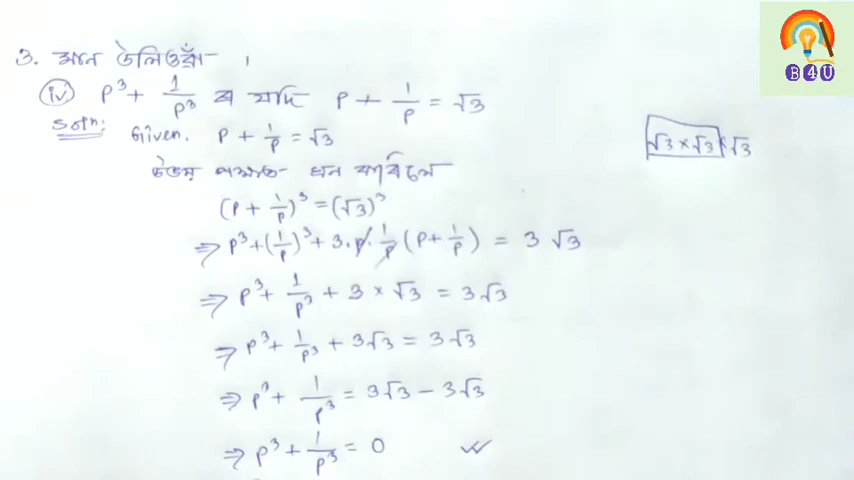 3. মান উলিওৱাঁ- ।
(iv) p³ + 1/p³ ৰ যদি p + 1/p = √3
Soln: Given. p + 1/p = √3
উভয় পক্ষত ঘন কৰিলে
√3 × √3 × √3
(p + 1/p)³ = (√3)³
⇒ p³ + (1/p)³ + 3 · p · 1/p (p + 1/p) = 3 √3
⇒ p³ + 1/p³ + 3 × √3 = 3√3
⇒ p³ + 1/p³ + 3√3 = 3√3
⇒ p³ + 1/p³ = 3√3 − 3√3
⇒ p³ + 1/p³ = 0
B4U